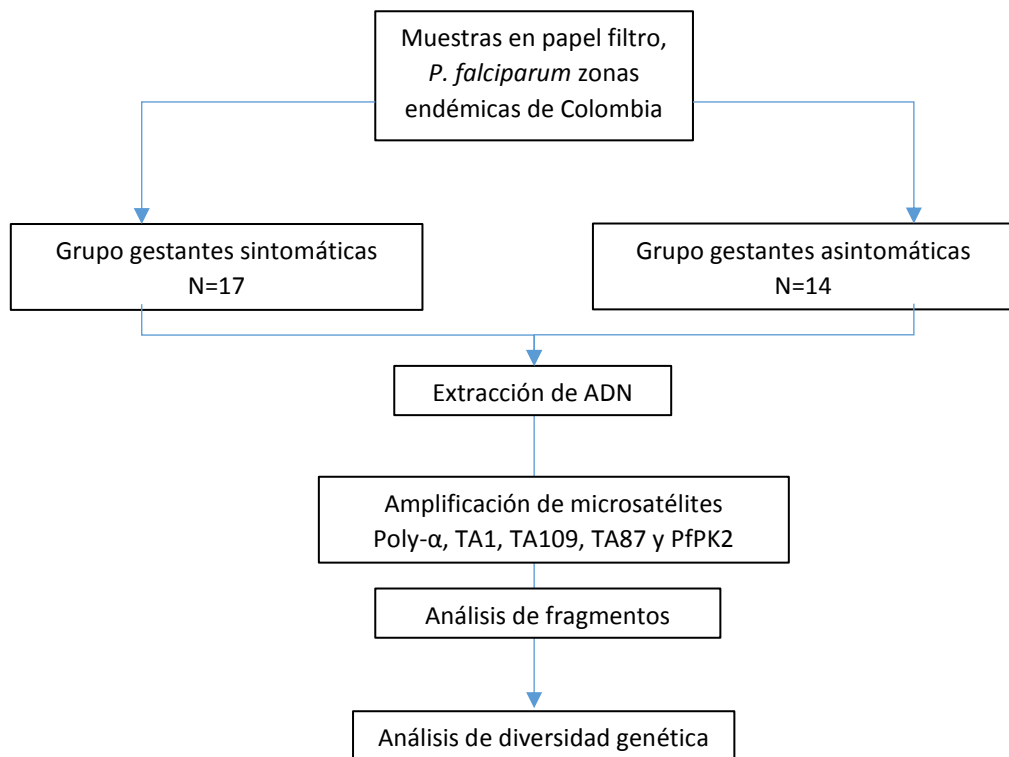 Muestras en papel filtro,
P. falciparum zonas
endémicas de Colombia
Grupo gestantes sintomáticas
N=17
Grupo gestantes asintomáticas
N=14
Extracción de ADN
Amplificación de microsatélites
Poly-α, TA1, TA109, TA87 y PfPK2
Análisis de fragmentos
Análisis de diversidad genética